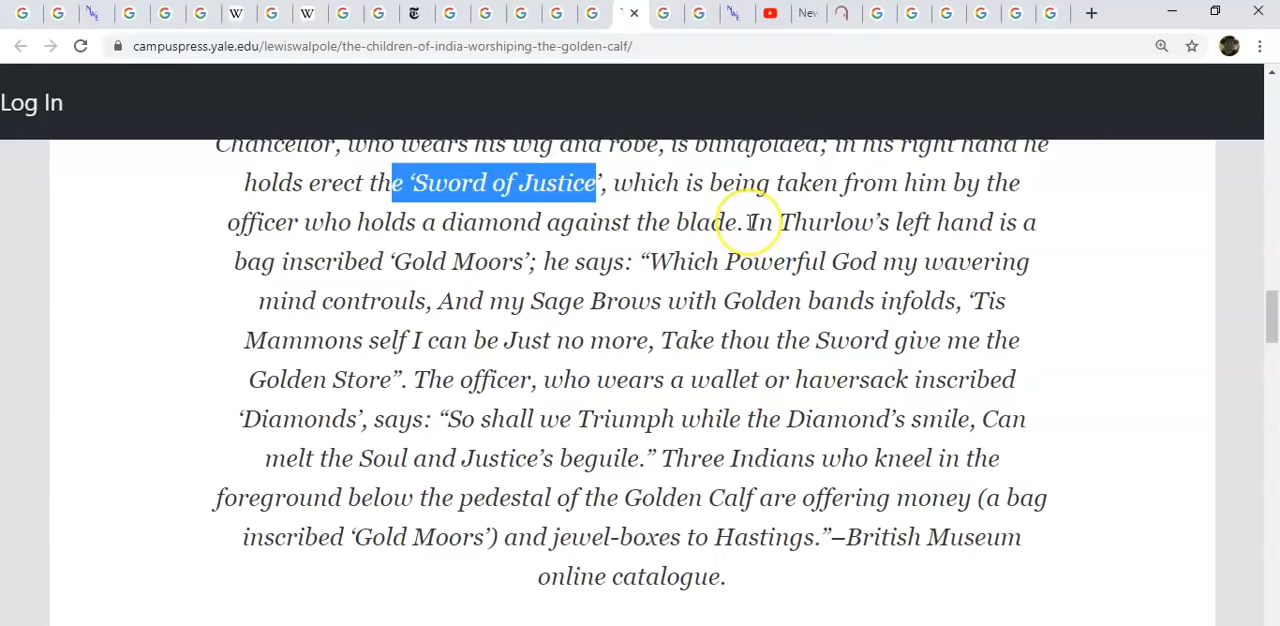 New
campuspress.yale.edu/lewiswalpole/the-children-of-india-worshiping-the-golden-calf/
Log In
Chancellor, who wears his wig and robe, is blindfolded; in his right hand he
holds erect the ‘Sword of Justice’, which is being taken from him by the
officer who holds a diamond against the blade. In Thurlow’s left hand is a
bag inscribed ‘Gold Moors’; he says: “Which Powerful God my wavering
mind controuls, And my Sage Brows with Golden bands infolds, ‘Tis
Mammons self I can be Just no more, Take thou the Sword give me the
Golden Store”. The officer, who wears a wallet or haversack inscribed
‘Diamonds’, says: “So shall we Triumph while the Diamond’s smile, Can
melt the Soul and Justice’s beguile.” Three Indians who kneel in the
foreground below the pedestal of the Golden Calf are offering money (a bag
inscribed ‘Gold Moors’) and jewel-boxes to Hastings.”–British Museum
online catalogue.